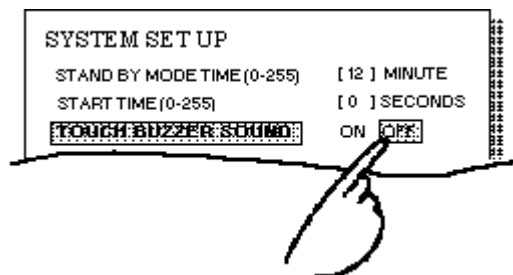 SYSTEM SET UP
STAND BY MODE TIME (0-255) [ 12 ] MINUTE
START TIME (0-255) [ 0 ] SECONDS
TOUCH BUZZER SOUND ON OFF